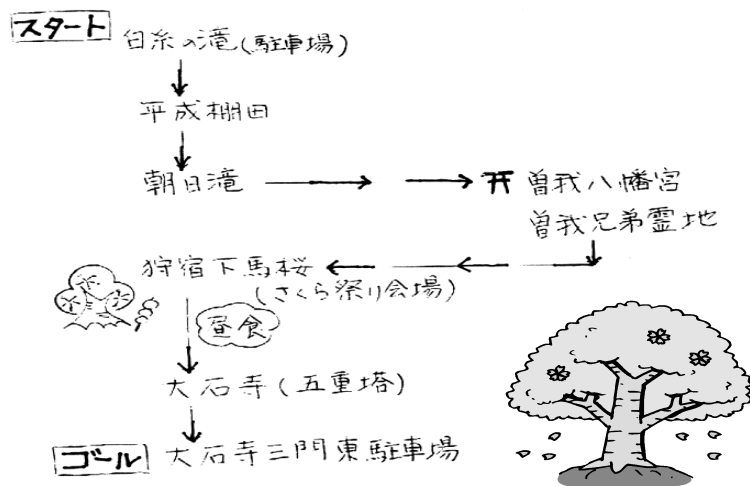 スタート 白糸の滝(駐車場)
平成棚田
朝日滝
曽我八幡宮
曽我兄弟霊地
狩宿下馬桜
(さくら祭り会場)
昼食
大石寺(五重塔)
ゴール 大石寺三門東駐車場